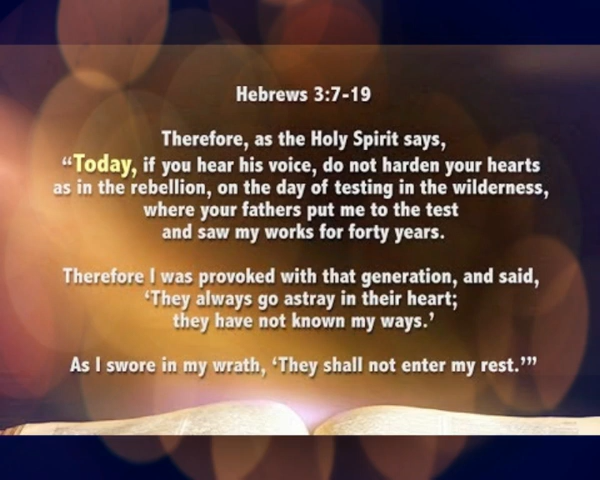 Hebrews 3:7-19
Therefore, as the Holy Spirit says,
“Today, if you hear his voice, do not harden your hearts
as in the rebellion, on the day of testing in the wilderness,
where your fathers put me to the test
and saw my works for forty years.
Therefore I was provoked with that generation, and said,
‘They always go astray in their heart;
they have not known my ways.’
As I swore in my wrath, ‘They shall not enter my rest.’”